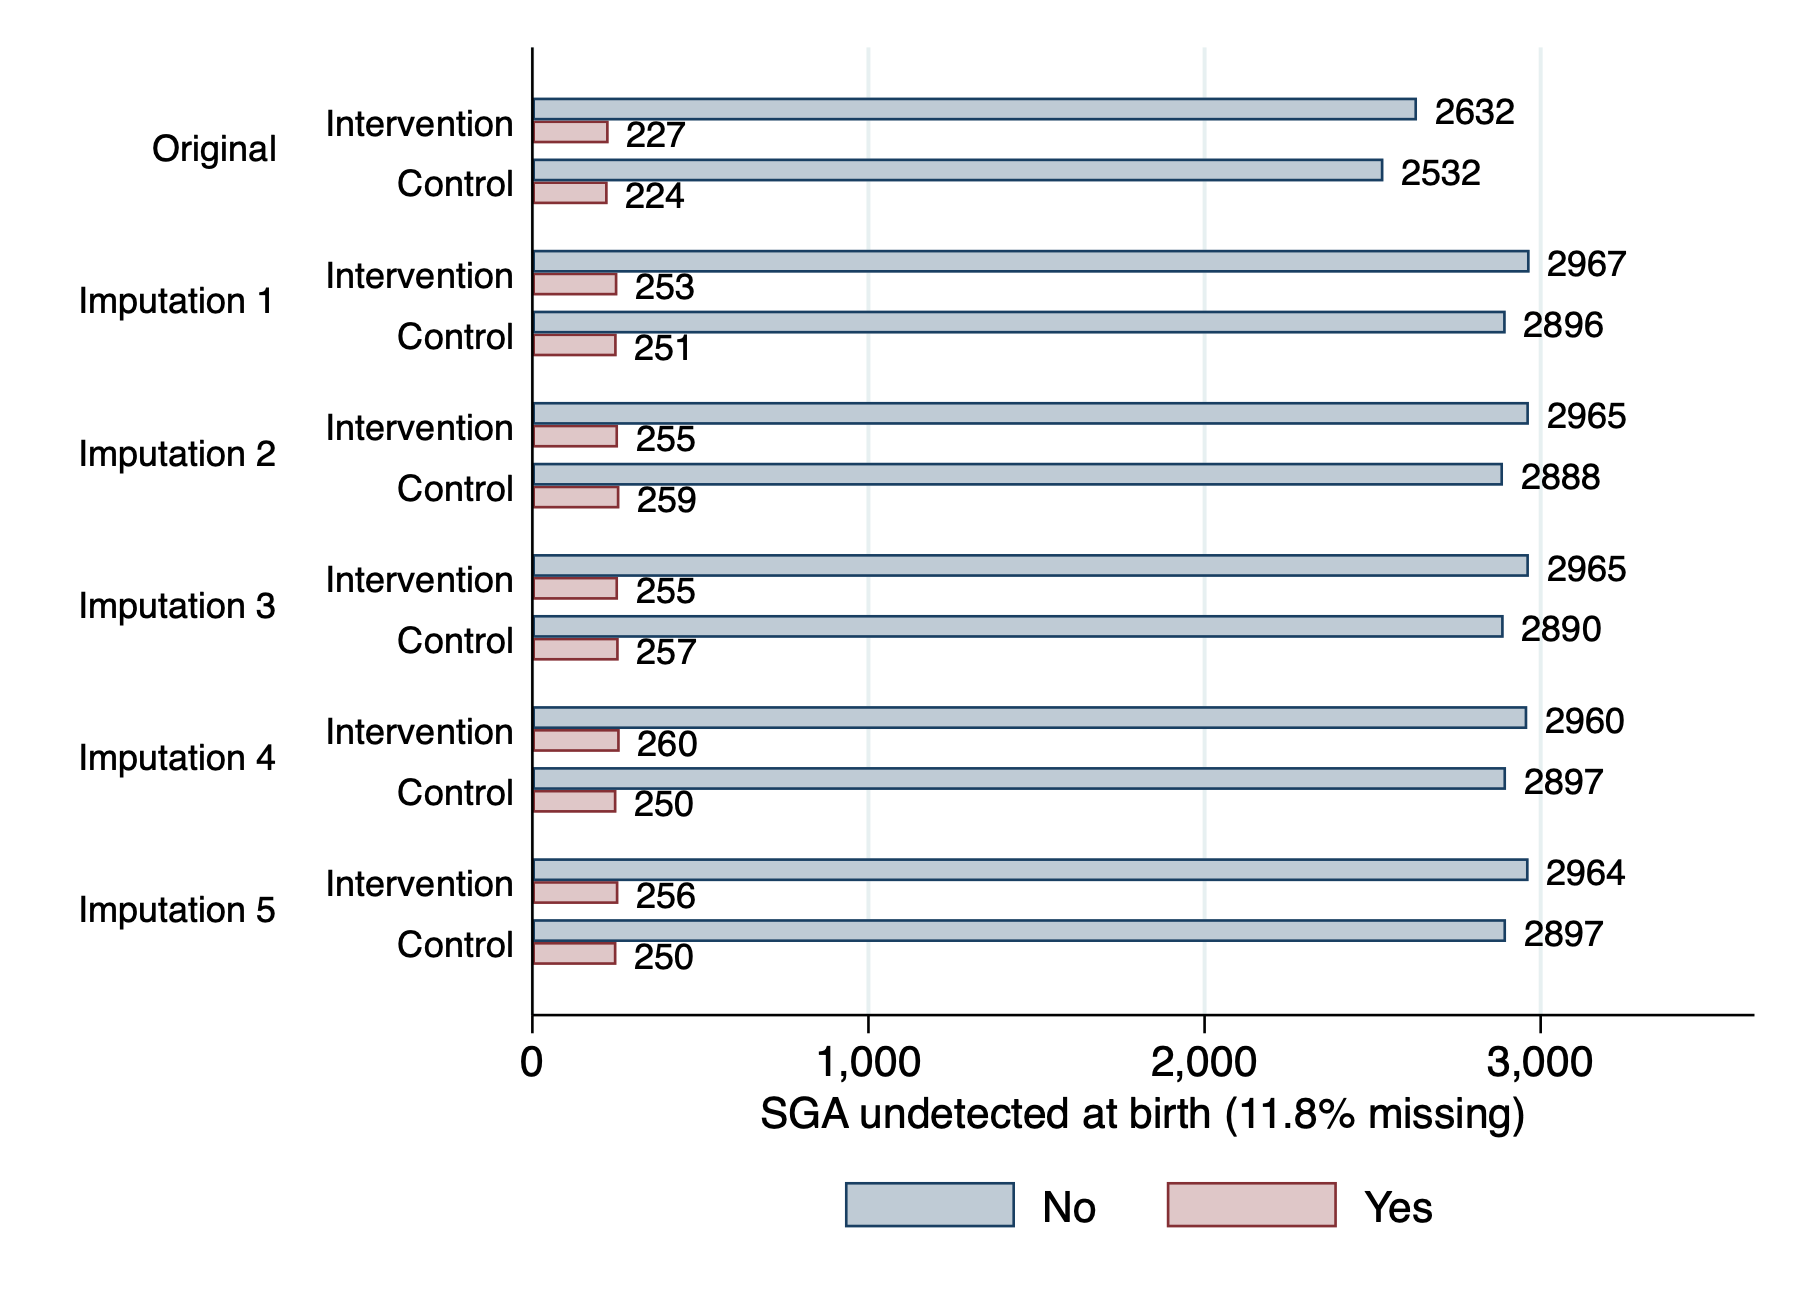 Original
Intervention
2632
227
Control
2532
224
Imputation 1
Intervention
2967
253
Control
2896
251
Imputation 2
Intervention
2965
255
Control
2888
259
Imputation 3
Intervention
2965
255
Control
2890
257
Imputation 4
Intervention
2960
260
Control
2897
250
Imputation 5
Intervention
2964
256
Control
2897
250
0 1,000 2,000 3,000
SGA undetected at birth (11.8% missing)
No Yes